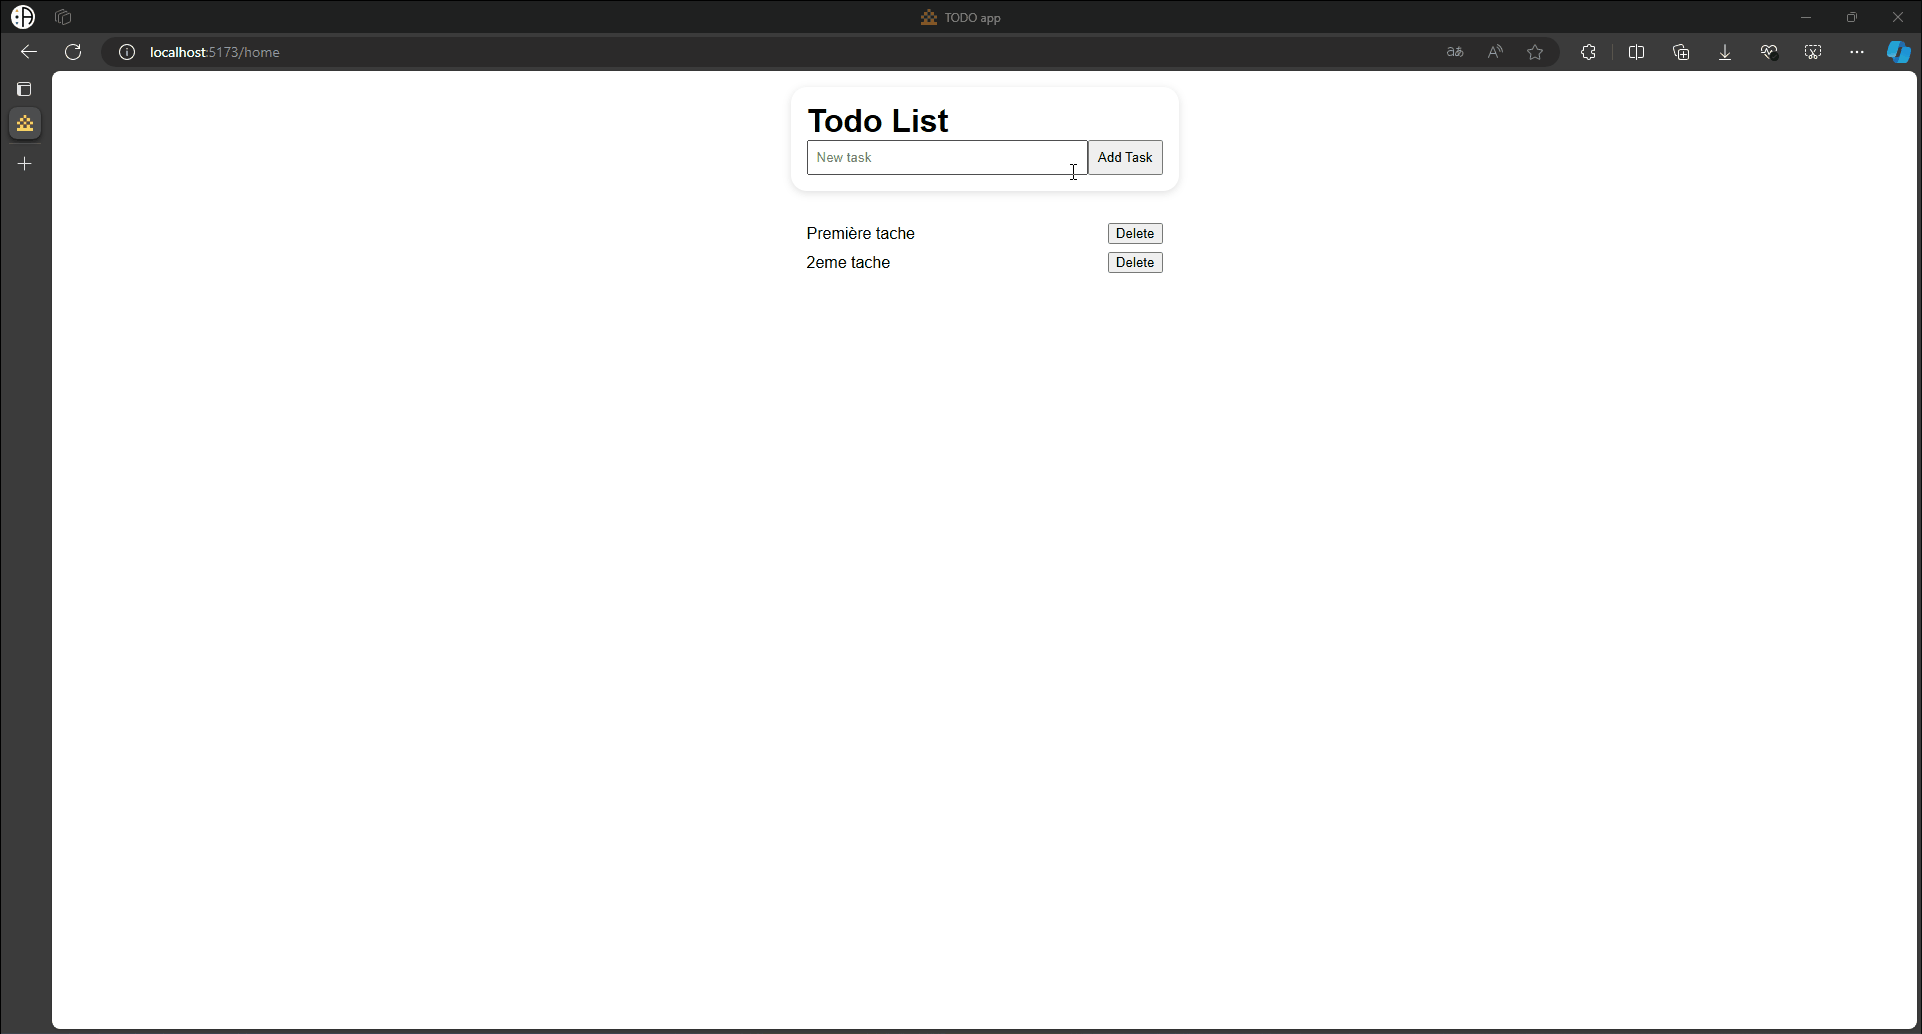 TODO app
localhost:5173/home
Todo List
New task
Add Task
Première tache
Delete
2eme tache
Delete